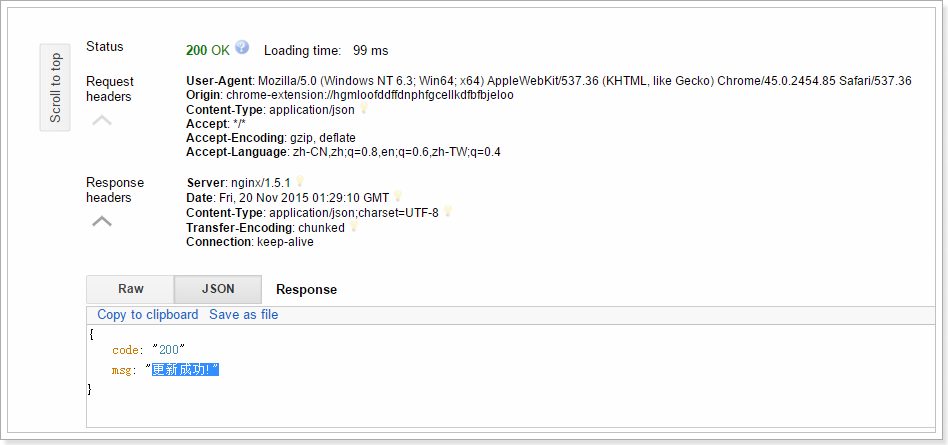 Scroll to top
Status 200 OK Loading time: 99 ms
Request headers
User-Agent: Mozilla/5.0 (Windows NT 6.3; Win64; x64) AppleWebKit/537.36 (KHTML, like Gecko) Chrome/45.0.2454.85 Safari/537.36
Origin: chrome-extension://hgmloofddffdnphfgcellkdfbfbjeloo
Content-Type: application/json
Accept: */*
Accept-Encoding: gzip, deflate
Accept-Language: zh-CN,zh;q=0.8,en;q=0.6,zh-TW;q=0.4
Response headers
Server: nginx/1.5.1
Date: Fri, 20 Nov 2015 01:29:10 GMT
Content-Type: application/json;charset=UTF-8
Transfer-Encoding: chunked
Connection: keep-alive
Raw JSON Response
Copy to clipboard Save as file
{
code: "200"
msg: "更新成功!"
}